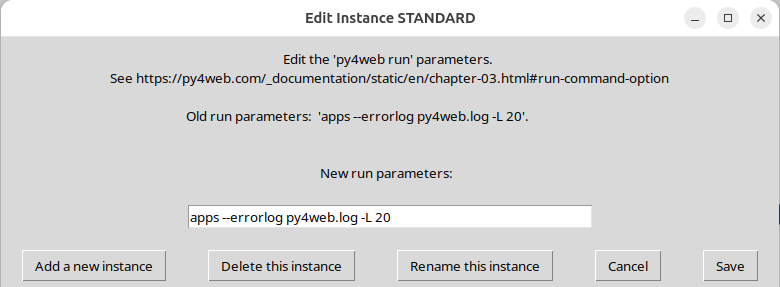 Edit Instance STANDARD
Edit the 'py4web run' parameters.
See https://py4web.com/_documentation/static/en/chapter-03.html#run-command-option
Old run parameters:  'apps --errorlog py4web.log -L 20'.
New run parameters:
apps --errorlog py4web.log -L 20
Add a new instance Delete this instance Rename this instance Cancel Save